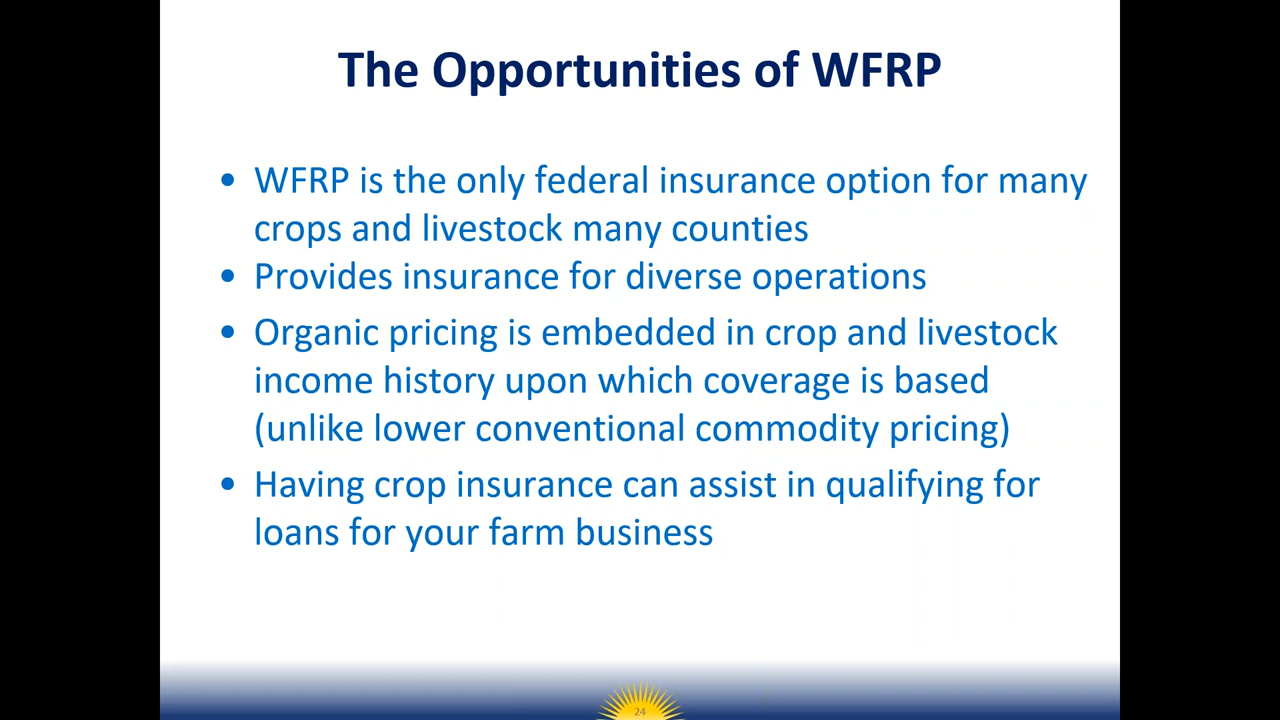 The Opportunities of WFRP
• WFRP is the only federal insurance option for many
crops and livestock many counties
• Provides insurance for diverse operations
• Organic pricing is embedded in crop and livestock
income history upon which coverage is based
(unlike lower conventional commodity pricing)
• Having crop insurance can assist in qualifying for
loans for your farm business
24